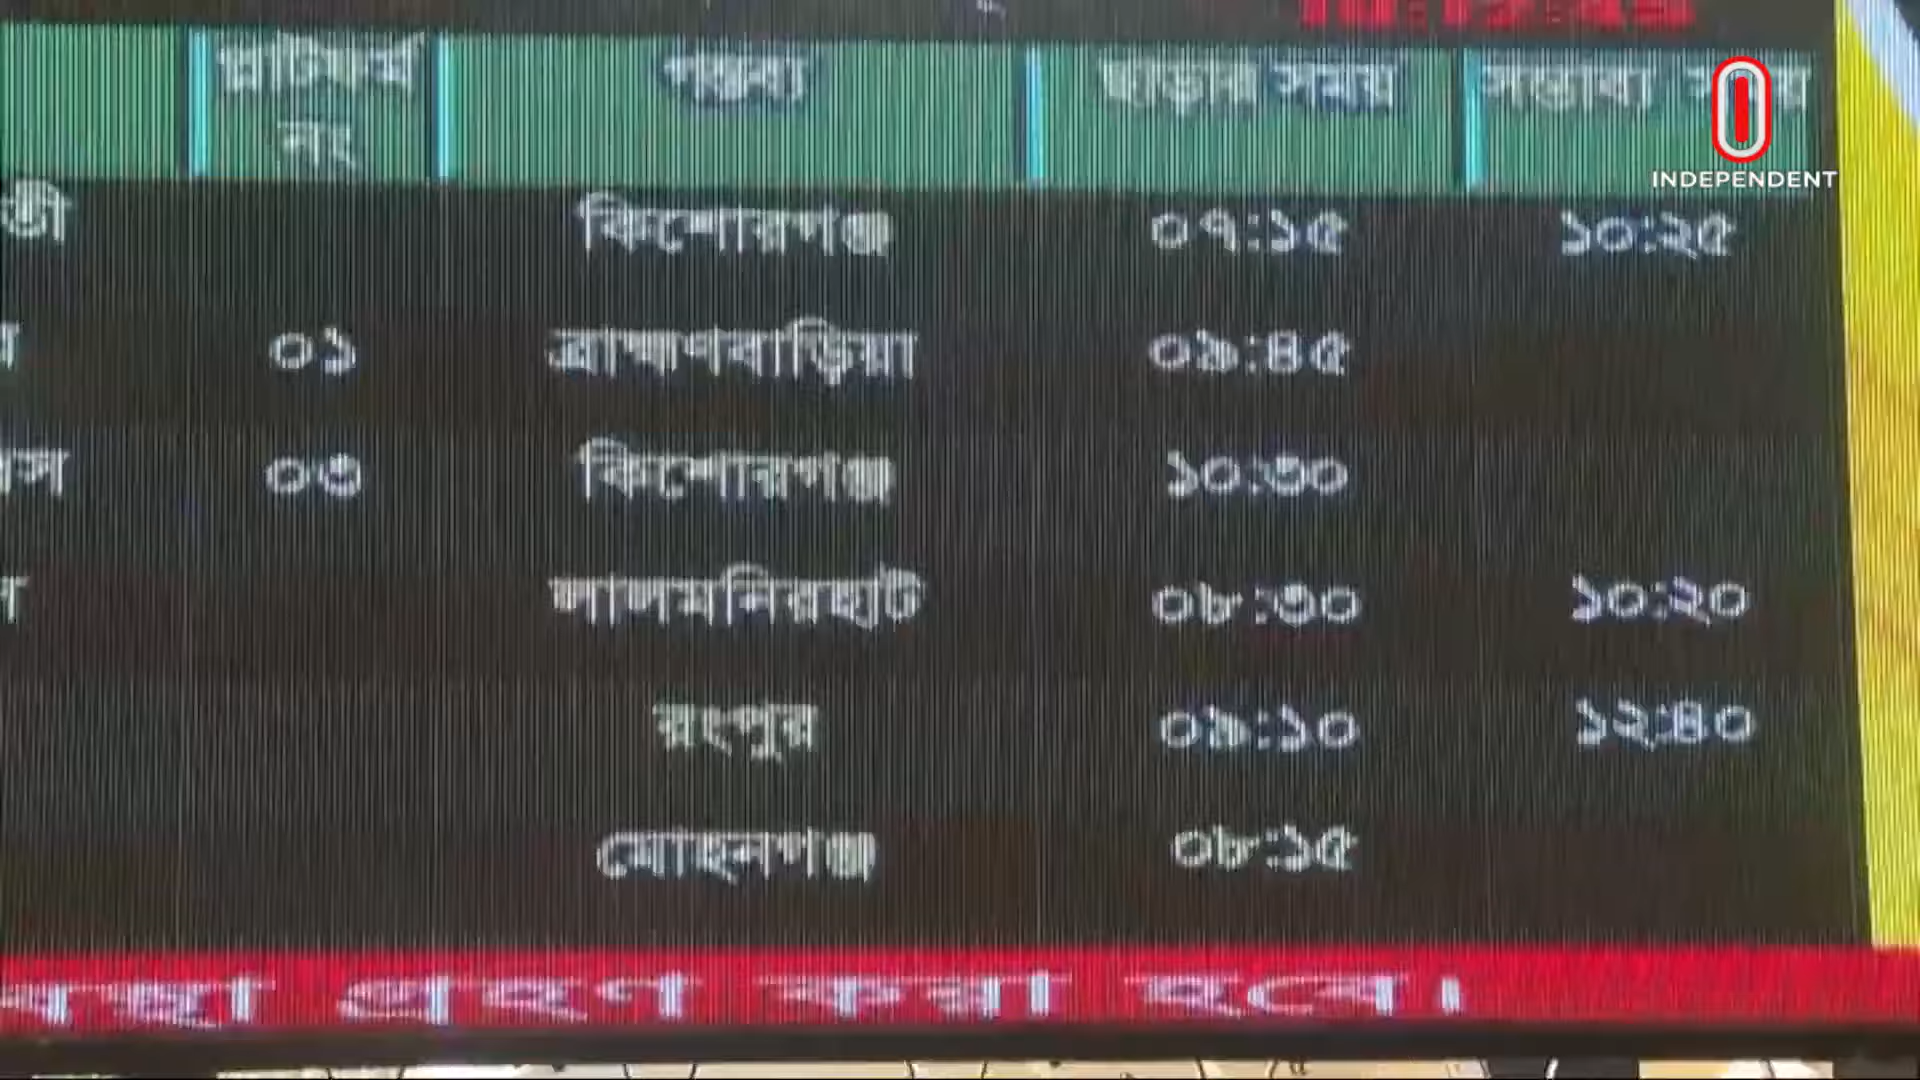 প্লাটফর্ম নং গন্তব্য ছাড়ার সময় সম্ভাব্য সময়
INDEPENDENT
কিশোরগঞ্জ ০৭:১৫ ১০:২৫
০১ ব্রাহ্মণবাড়িয়া ০৯:৪৫
০৩ কিশোরগঞ্জ ১০:৩০
লালমনিরহাট ০৮:৩০ ১০:২০
রংপুর ০৯:১০ ১২:৪০
মোহনগঞ্জ ০৮:১৫
গ্রহণ করা হবে।